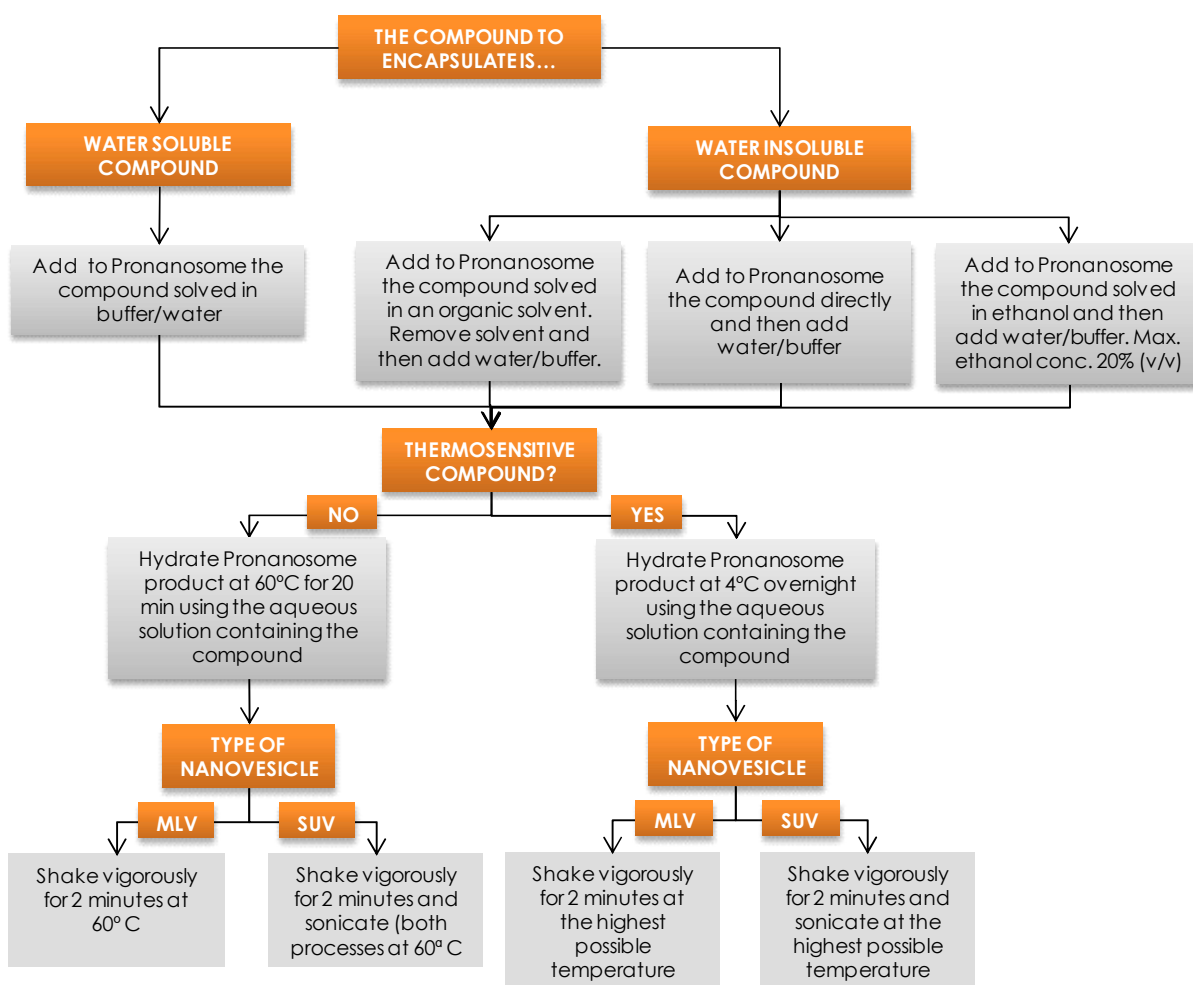 THE COMPOUND TO
ENCAPSULATE IS...
WATER SOLUBLE
COMPOUND
WATER INSOLUBLE
COMPOUND
Add to Pronanosome the
compound solved in
buffer/water
Add to Pronanosome
the compound solved
in an organic solvent.
Remove solvent and
then add water/buffer.
Add to Pronanosome
the compound directly
and then add
water/buffer
Add to Pronanosome
the compound solved
in ethanol and then
add water/buffer. Max.
ethanol conc. 20% (v/v)
THERMOSENSITIVE
COMPOUND?
NO
YES
Hydrate Pronanosome
product at 60ºC for 20
min using the aqueous
solution containing the
compound
Hydrate Pronanosome
product at 4ºC overnight
using the aqueous
solution containing the
compound
TYPE OF
NANOVESICLE
TYPE OF
NANOVESICLE
MLV
SUV
MLV
SUV
Shake vigorously
for 2 minutes at
60º C
Shake vigorously
for 2 minutes and
sonicate (both
processes at 60ª C
Shake vigorously
for 2 minutes at
the highest
possible
temperature
Shake vigorously
for 2 minutes and
sonicate at the
highest possible
temperature